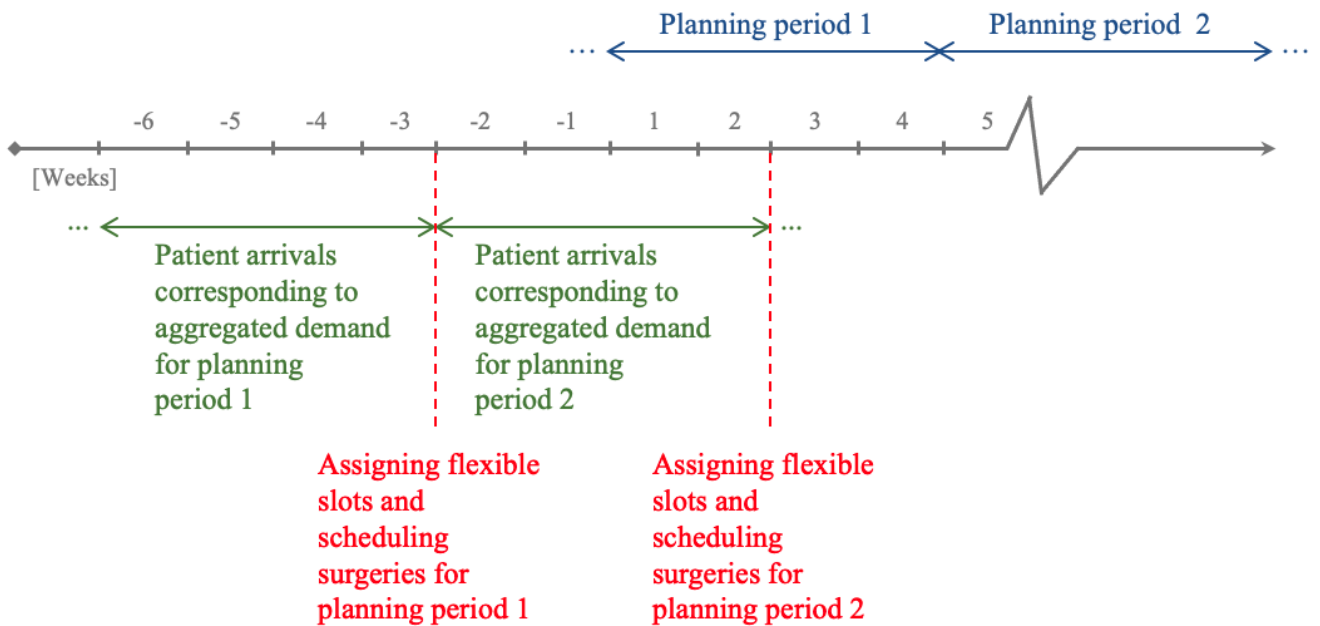 Planning period 1
Planning period 2
... ...
-6 -5 -4 -3 -2 -1 1 2 3 4 5
[Weeks]
... ...
Patient arrivals
corresponding to
aggregated demand
for planning
period 1
Patient arrivals
corresponding to
aggregated demand
for planning
period 2
Assigning flexible
slots and
scheduling
surgeries for
planning period 1
Assigning flexible
slots and
scheduling
surgeries for
planning period 2